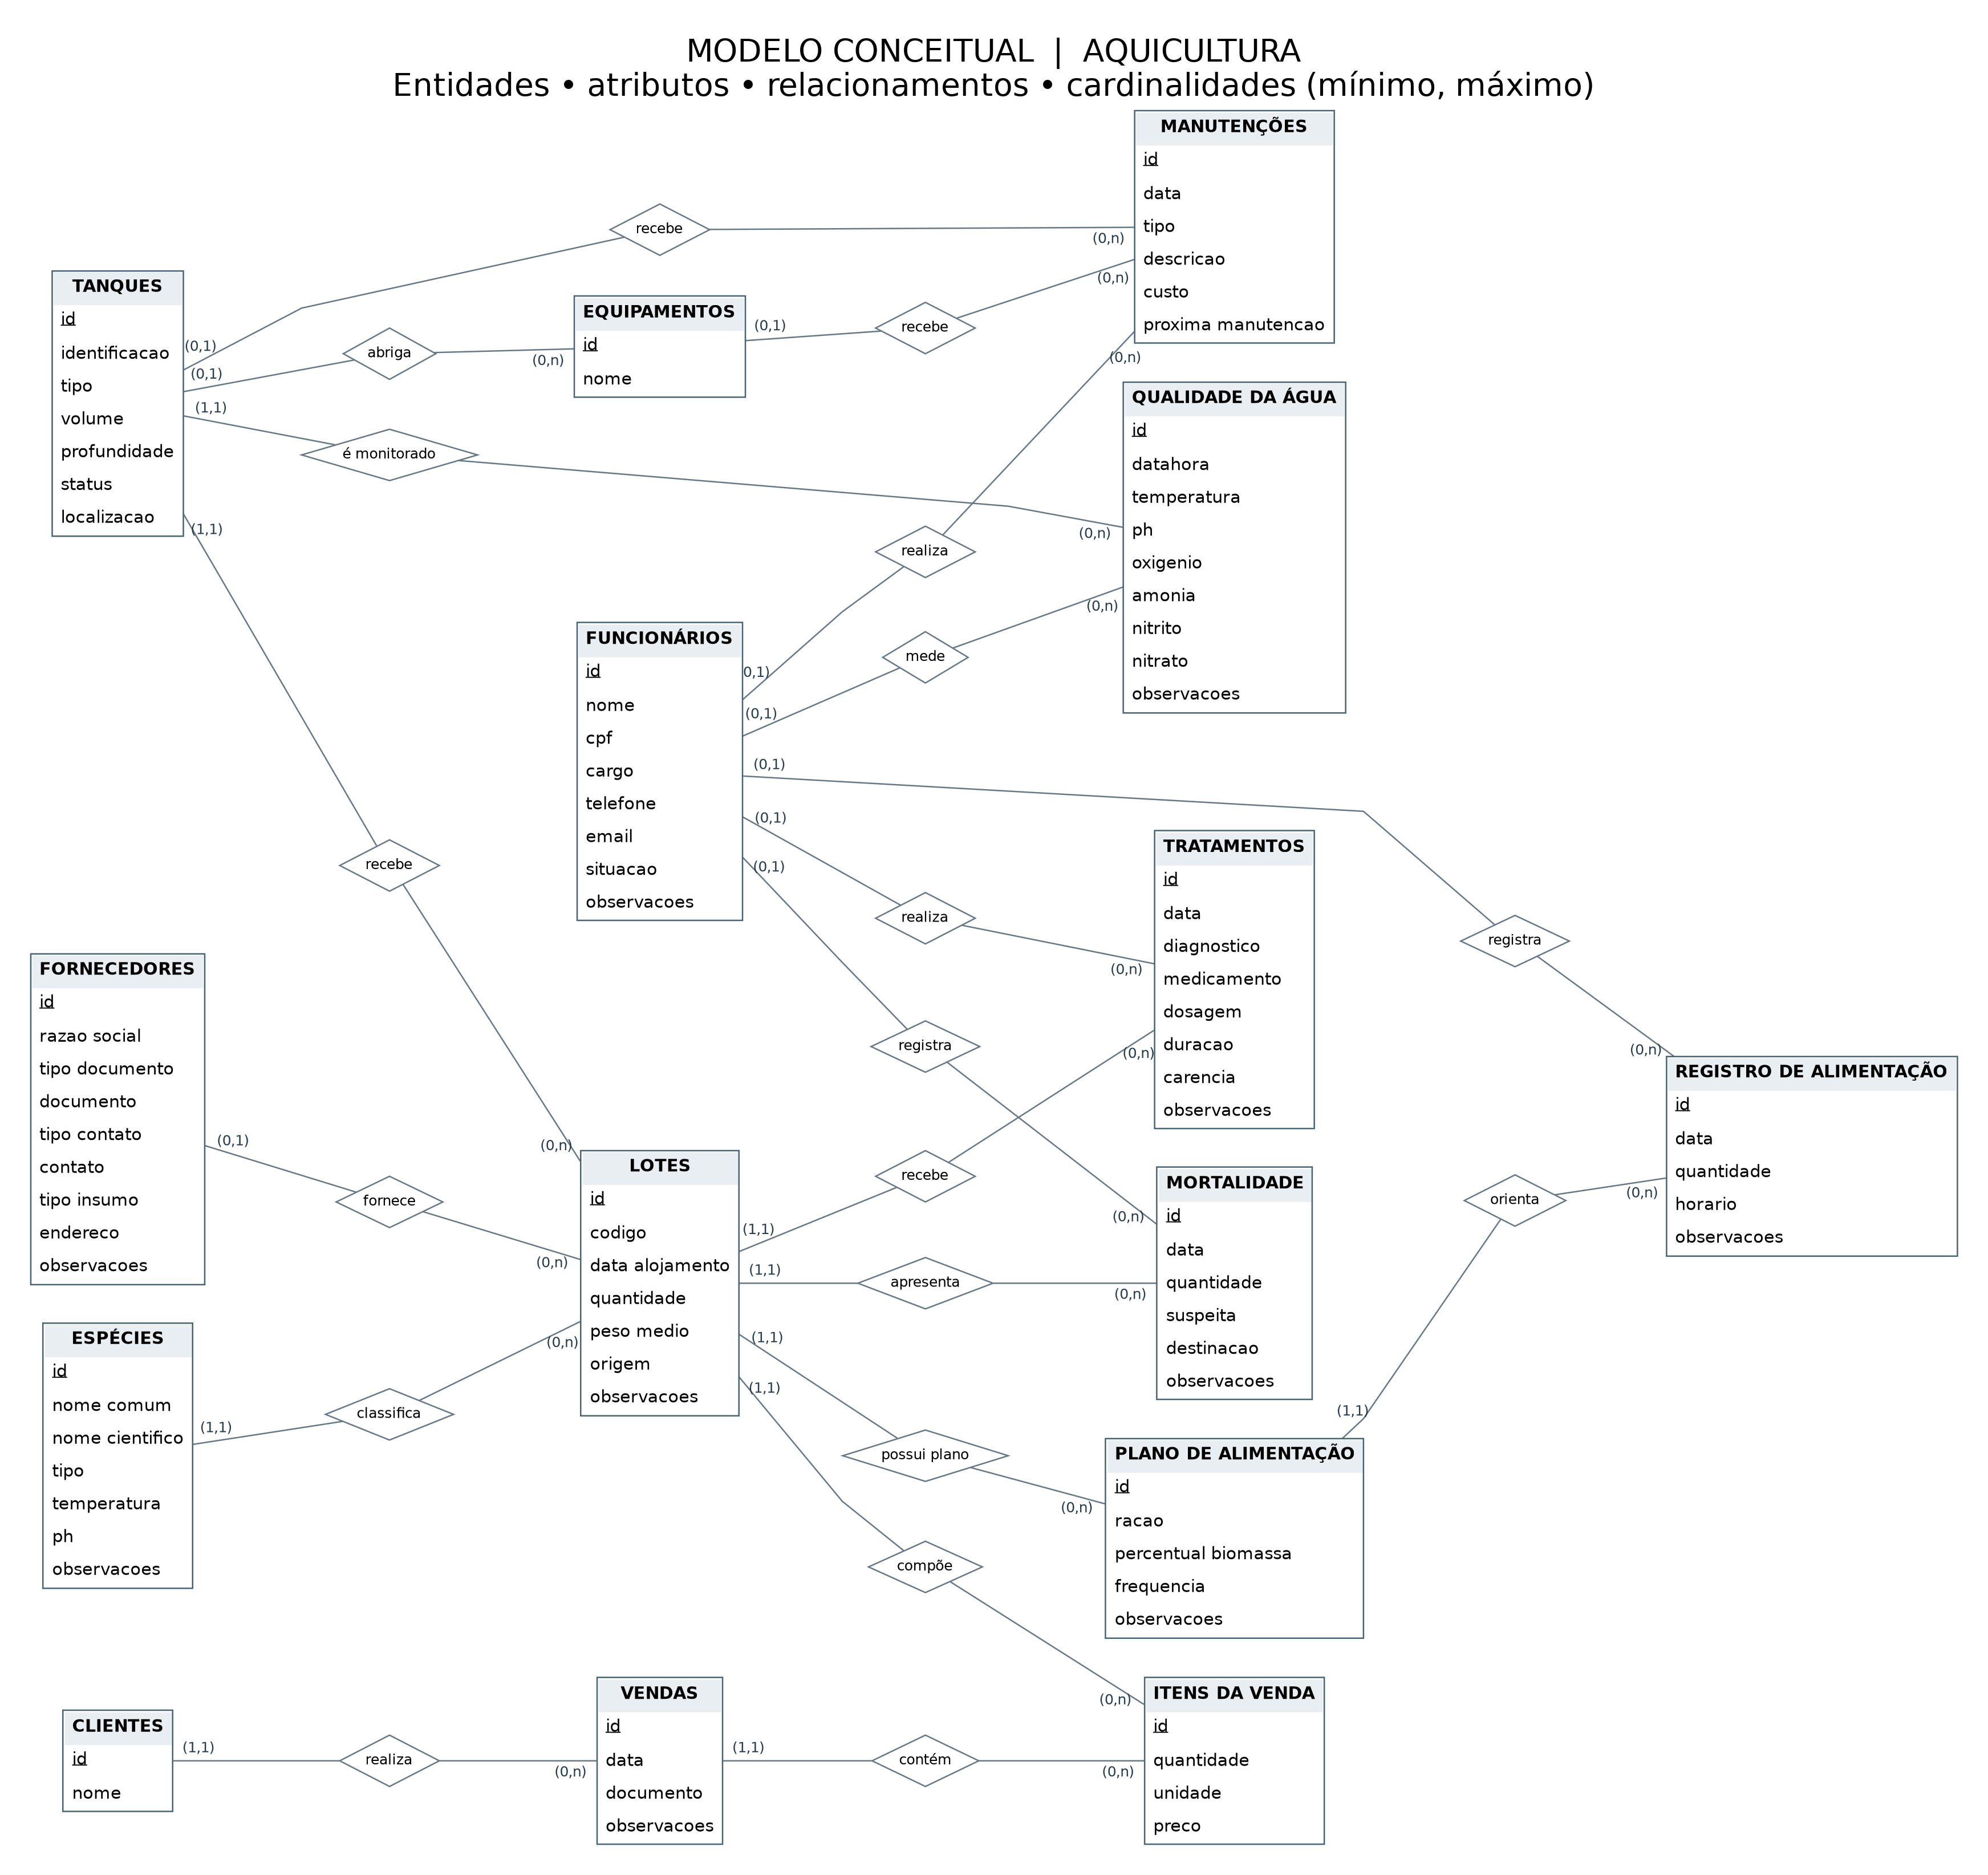 MODELO CONCEITUAL | AQUICULTURA
Entidades • atributos • relacionamentos • cardinalidades (mínimo, máximo)
MANUTENÇÕES
id
data
tipo
descricao
custo
proxima manutencao
recebe
(0,1)
(0,n)
TANQUES
id
identificacao
tipo
volume
profundidade
status
localizacao
abriga
(0,1)
(0,n)
EQUIPAMENTOS
id
nome
(0,1)
recebe
(0,n)
(1,1)
é monitorado
(0,n)
QUALIDADE DA ÁGUA
id
datahora
temperatura
ph
oxigenio
amonia
nitrito
nitrato
observacoes
(0,n)
realiza
0,1)
FUNCIONÁRIOS
id
nome
cpf
cargo
telefone
email
situacao
observacoes
(0,1)
mede
(0,n)
(0,1)
registra
(0,n)
(0,1)
realiza
(0,n)
(0,1)
registra
(0,n)
TRATAMENTOS
id
data
diagnostico
medicamento
dosagem
duracao
carencia
observacoes
(1,1)
recebe
(0,n)
FORNECEDORES
id
razao social
tipo documento
documento
tipo contato
contato
tipo insumo
endereco
observacoes
(0,1)
fornece
(0,n)
LOTES
id
codigo
data alojamento
quantidade
peso medio
origem
observacoes
(1,1)
recebe
(0,n)
(1,1)
apresenta
(0,n)
MORTALIDADE
id
data
quantidade
suspeita
destinacao
observacoes
REGISTRO DE ALIMENTAÇÃO
id
data
quantidade
horario
observacoes
orienta
(0,n)
(1,1)
ESPÉCIES
id
nome comum
nome cientifico
tipo
temperatura
ph
observacoes
(1,1)
classifica
(0,n)
(1,1)
possui plano
(0,n)
PLANO DE ALIMENTAÇÃO
id
racao
percentual biomassa
frequencia
observacoes
(1,1)
compõe
(0,n)
CLIENTES
id
nome
(1,1)
realiza
(0,n)
VENDAS
id
data
documento
observacoes
(1,1)
contém
(0,n)
ITENS DA VENDA
id
quantidade
unidade
preco